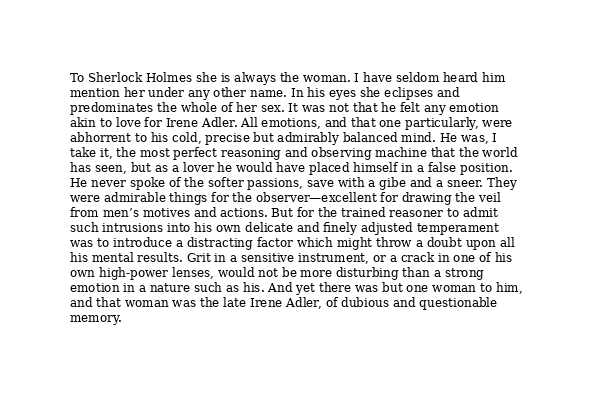 To Sherlock Holmes she is always the woman. I have seldom heard him
mention her under any other name. In his eyes she eclipses and
predominates the whole of her sex. It was not that he felt any emotion
akin to love for Irene Adler. All emotions, and that one particularly, were
abhorrent to his cold, precise but admirably balanced mind. He was, I
take it, the most perfect reasoning and observing machine that the world
has seen, but as a lover he would have placed himself in a false position.
He never spoke of the softer passions, save with a gibe and a sneer. They
were admirable things for the observer—excellent for drawing the veil
from men’s motives and actions. But for the trained reasoner to admit
such intrusions into his own delicate and finely adjusted temperament
was to introduce a distracting factor which might throw a doubt upon all
his mental results. Grit in a sensitive instrument, or a crack in one of his
own high-power lenses, would not be more disturbing than a strong
emotion in a nature such as his. And yet there was but one woman to him,
and that woman was the late Irene Adler, of dubious and questionable
memory.